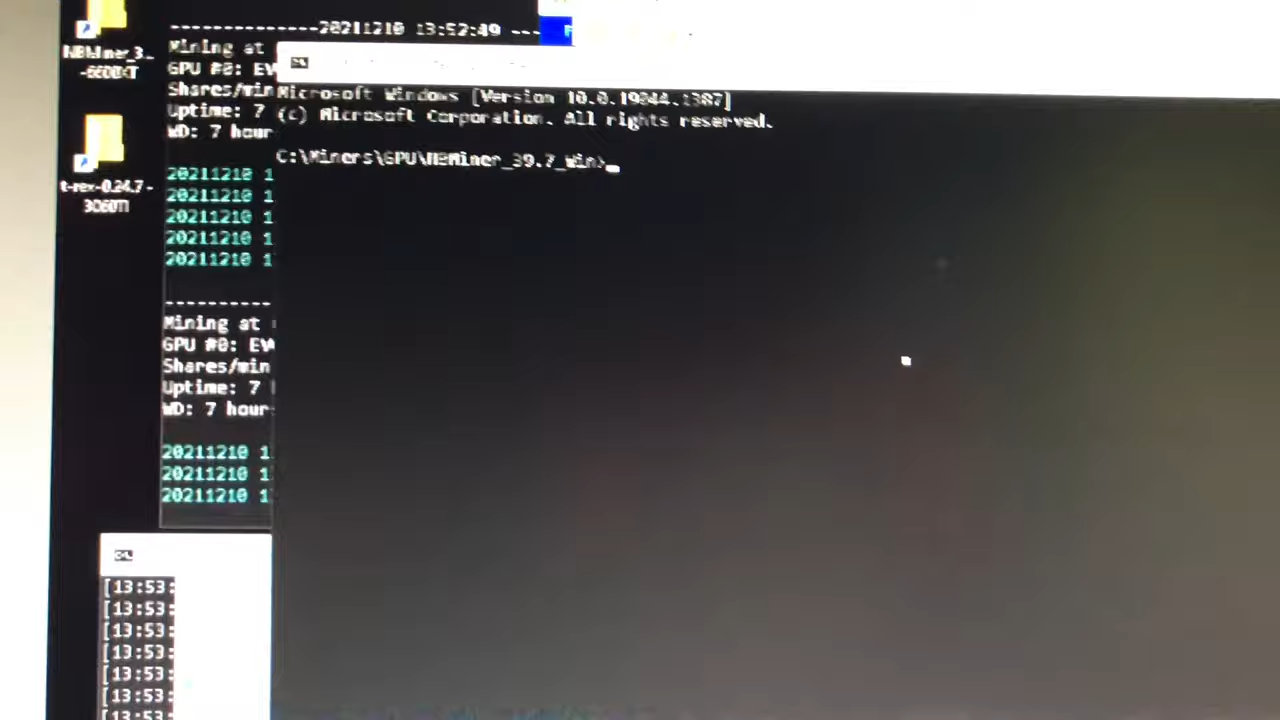 NBMiner_3...
-6600XT
t-rex-0.24.7 -
3060TI
---------------20211210 13:52:49 ---
Mining at
GPU #0: EV
Shares/min
Uptime: 7
WD: 7 hour
20211210 1
20211210 1
20211210 1
20211210 1
20211210 1
----------
Mining at
GPU #0: EV
Shares/min
Uptime: 7
WD: 7 hour
20211210 1
20211210 1
20211210 1
Microsoft Windows [Version 10.0.19044.1387]
(c) Microsoft Corporation. All rights reserved.
C:\Miners\GPU\NBMiner_39.7_Win>
[13:53:
[13:53:
[13:53:
[13:53:
[13:53:
[13:53:
[13:53: